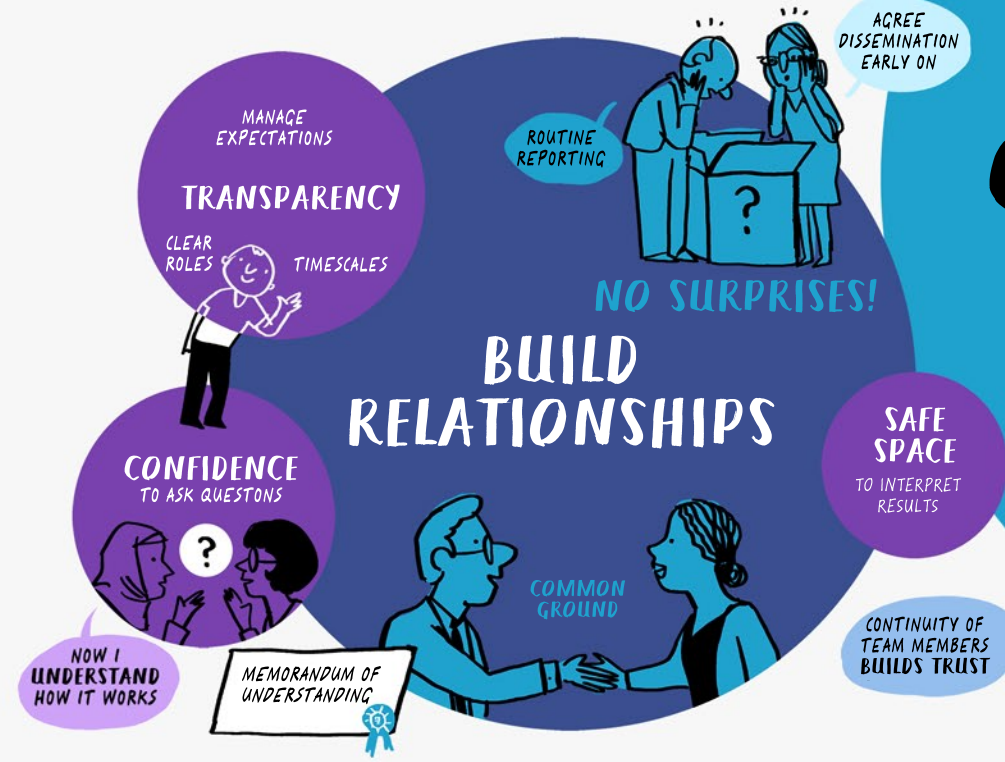 MANAGE
EXPECTATIONS
TRANSPARENCY
CLEAR
ROLES
TIMESCALES
AGREE
DISSEMINATION
EARLY ON
ROUTINE
REPORTING
?
NO SURPRISES!
BUILD
RELATIONSHIPS
CONFIDENCE
TO ASK QUESTONS
?
NOW I
UNDERSTAND
HOW IT WORKS
MEMORANDUM OF
UNDERSTANDING
COMMON
GROUND
SAFE
SPACE
TO INTERPRET
RESULTS
CONTINUITY OF
TEAM MEMBERS
BUILDS TRUST